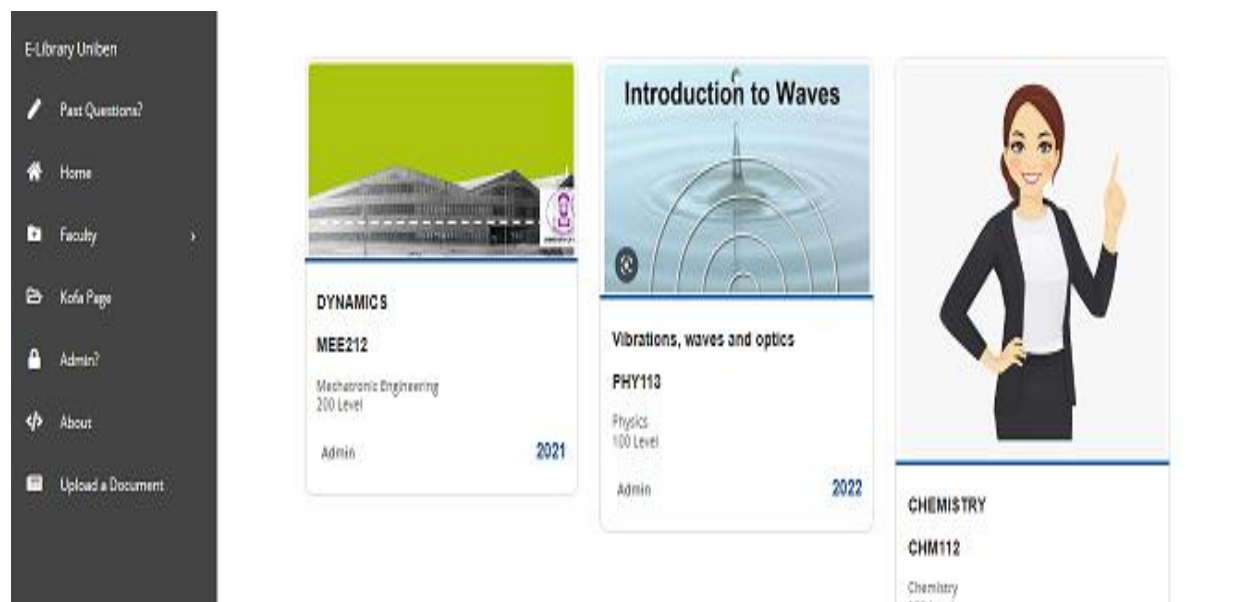 E-Library Uniben
Past Questions?
Home
Faculty
Kofa Page
Admin?
About
Upload a Document
DYNAMICS
MEE212
Mechatronic Engineering
200 Level
Admin
2021
Introduction to Waves
Vibrations, waves and optics
PHY113
Physics
100 Level
Admin
2022
CHEMISTRY
CHM112
Chemistry